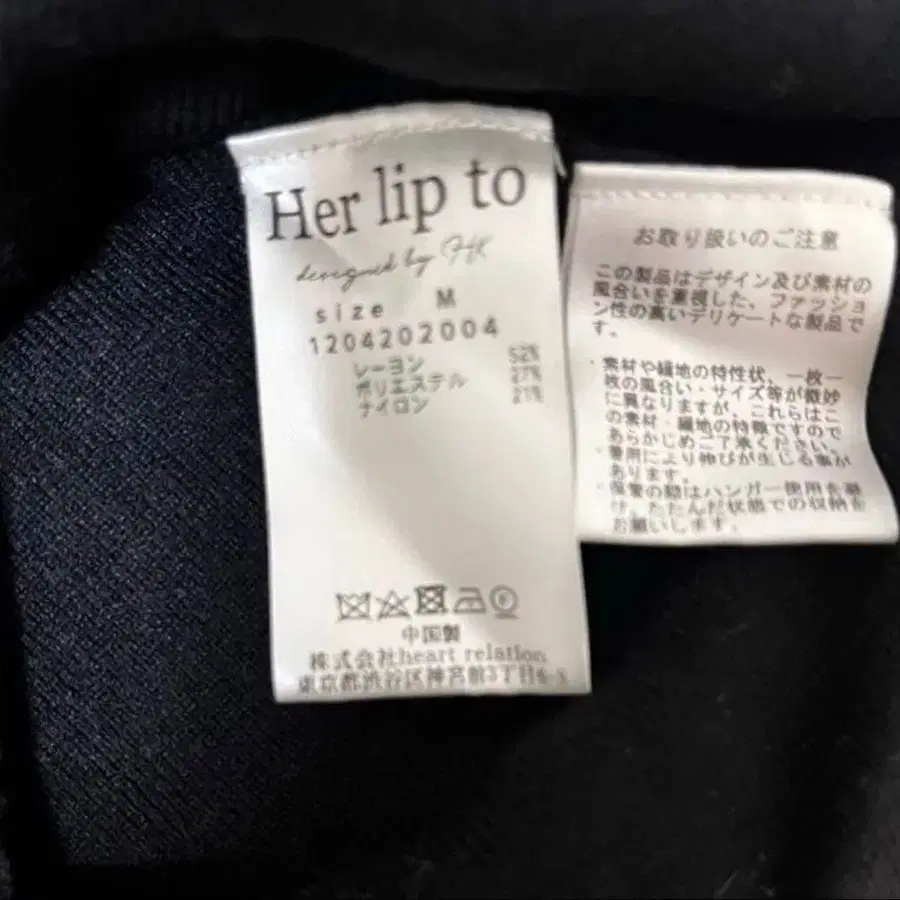 Her lip to
designed by HK
size M
1204202004
レーヨン 52%
ポリエステル 27%
ナイロン 21%
中国製
株式会社heart relation
東京都渋谷区神宮前3丁目
お取り扱いのご注意
この製品はデザイン及び素材の
風合いを重視した、ファッショ
ン性の高いデリケートな製品で
す。
・素材や編地の特性状、一枚一
枚の風合い・サイズ等が微妙
に異なりますが、これらはこ
の素材・編地の特徴ですので
あらかじめご了承ください。
・着用により伸びが生じる事が
あります。
・保管の際はハンガー使用を避
け、たたんだ状態での収納を
お願いします。